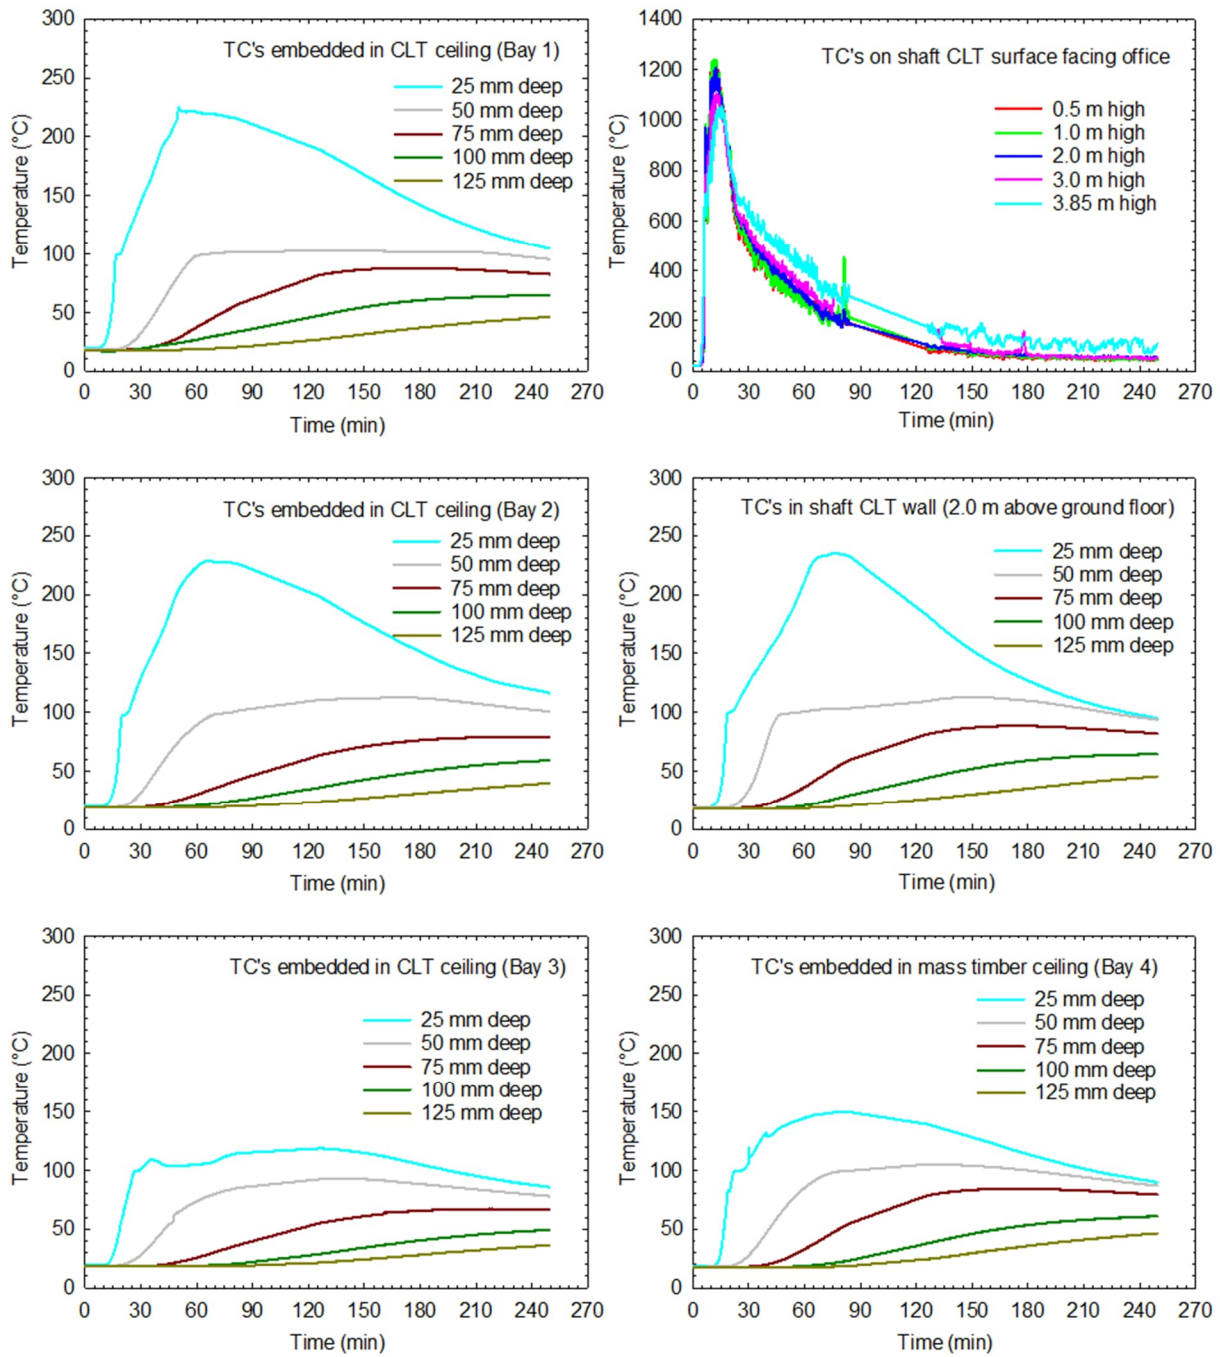 TC's embedded in CLT ceiling (Bay 1)
25 mm deep
50 mm deep
75 mm deep
100 mm deep
125 mm deep
300
250
200
150
100
50
0
Temperature (°C)
0 30 60 90 120 150 180 210 240 270
Time (min)
TC's on shaft CLT surface facing office
0.5 m high
1.0 m high
2.0 m high
3.0 m high
3.85 m high
1400
1200
1000
800
600
400
200
0
Temperature (°C)
0 30 60 90 120 150 180 210 240 270
Time (min)
TC's embedded in CLT ceiling (Bay 2)
25 mm deep
50 mm deep
75 mm deep
100 mm deep
125 mm deep
300
250
200
150
100
50
0
Temperature (°C)
0 30 60 90 120 150 180 210 240 270
Time (min)
TC's in shaft CLT wall (2.0 m above ground floor)
25 mm deep
50 mm deep
75 mm deep
100 mm deep
125 mm deep
300
250
200
150
100
50
0
Temperature (°C)
0 30 60 90 120 150 180 210 240 270
Time (min)
TC's embedded in CLT ceiling (Bay 3)
25 mm deep
50 mm deep
75 mm deep
100 mm deep
125 mm deep
300
250
200
150
100
50
0
Temperature (°C)
0 30 60 90 120 150 180 210 240 270
Time (min)
TC's embedded in mass timber ceiling (Bay 4)
25 mm deep
50 mm deep
75 mm deep
100 mm deep
125 mm deep
300
250
200
150
100
50
0
Temperature (°C)
0 30 60 90 120 150 180 210 240 270
Time (min)